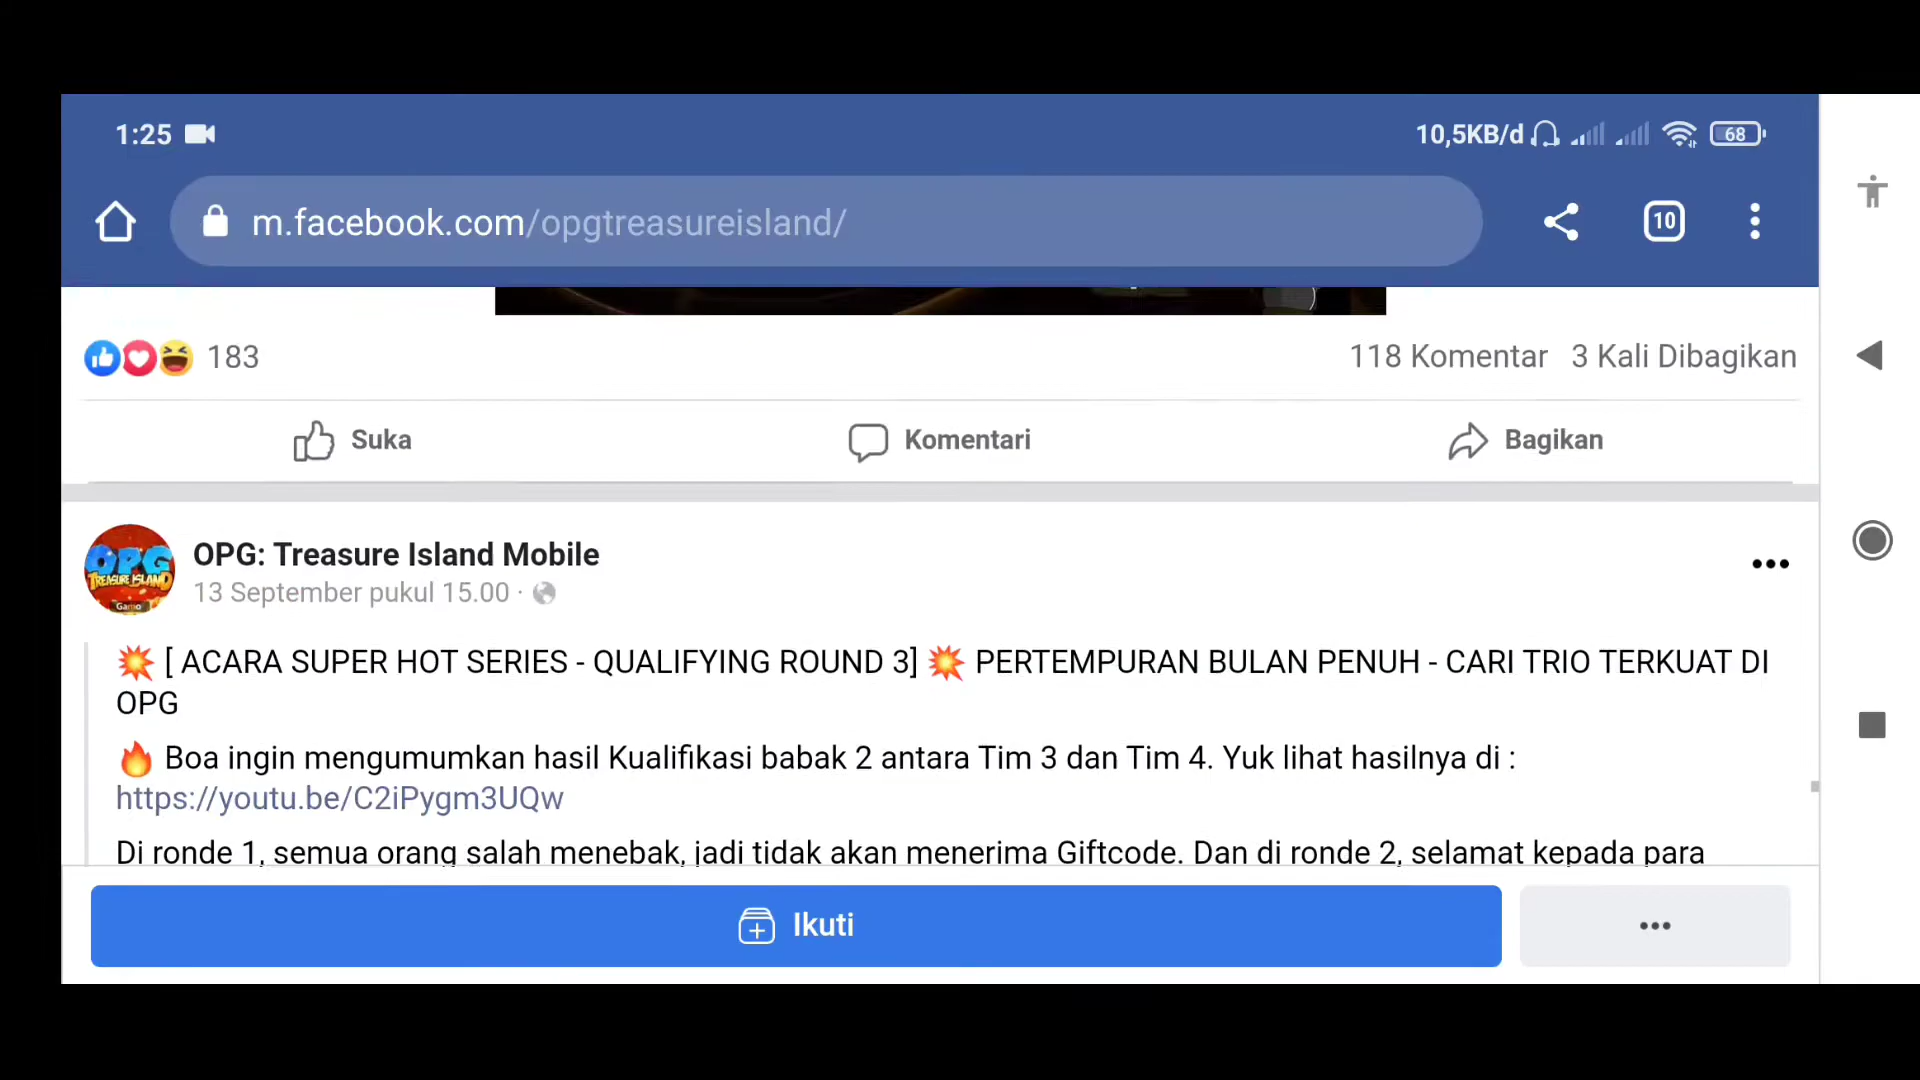 1:25 10,5KB/d 68
m.facebook.com/opgtreasureisland/ 10
183 118 Komentar 3 Kali Dibagikan
Suka Komentari Bagikan
OPG TREASURE ISLAND Gamo
OPG: Treasure Island Mobile
13 September pukul 15.00 ·
💥 [ ACARA SUPER HOT SERIES - QUALIFYING ROUND 3] 💥 PERTEMPURAN BULAN PENUH - CARI TRIO TERKUAT DI
OPG
🔥 Boa ingin mengumumkan hasil Kualifikasi babak 2 antara Tim 3 dan Tim 4. Yuk lihat hasilnya di :
https://youtu.be/C2iPygm3UQw
Di ronde 1, semua orang salah menebak, jadi tidak akan menerima Giftcode. Dan di ronde 2, selamat kepada para
Ikuti